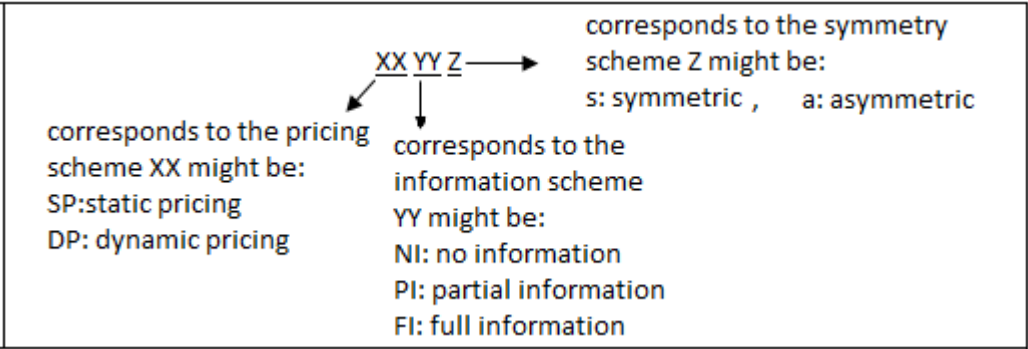 corresponds to the symmetry
scheme Z might be:
s: symmetric , a: asymmetric
XX YY Z
corresponds to the pricing
scheme XX might be:
SP:static pricing
DP: dynamic pricing
corresponds to the
information scheme
YY might be:
NI: no information
PI: partial information
FI: full information